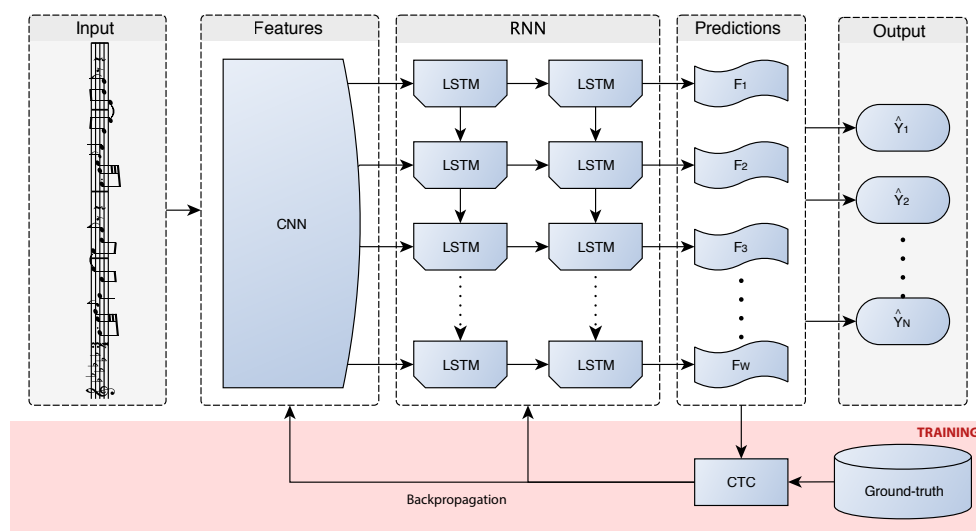 Input
Features
RNN
Predictions
Output
CNN
LSTM
LSTM
F1
LSTM
LSTM
F2
LSTM
LSTM
F3
LSTM
LSTM
FW
Ŷ1
Ŷ2
ŶN
TRAINING
CTC
Ground-truth
Backpropagation